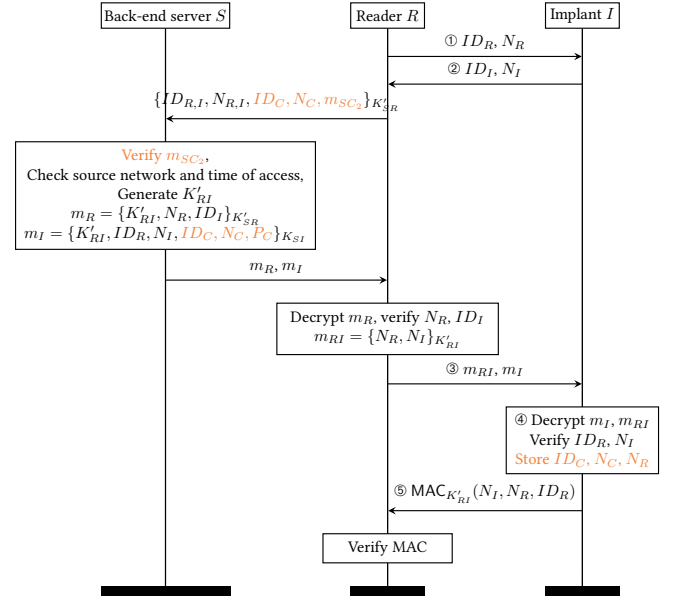 Back-end server S
Reader R
Implant I
① ID_R, N_R
② ID_I, N_I
{ID_{R,I}, N_{R,I}, ID_C, N_C, m_{SC_2}}_{K'_{SR}}
Verify m_{SC_2},
Check source network and time of access,
Generate K'_{RI}
m_R = {K'_{RI}, N_R, ID_I}_{K'_{SR}}
m_I = {K'_{RI}, ID_R, N_I, ID_C, N_C, P_C}_{K_{SI}}
m_R, m_I
Decrypt m_R, verify N_R, ID_I
m_{RI} = {N_R, N_I}_{K'_{RI}}
③ m_{RI}, m_I
④ Decrypt m_I, m_{RI}
Verify ID_R, N_I
Store ID_C, N_C, N_R
⑤ MAC_{K'_{RI}}(N_I, N_R, ID_R)
Verify MAC